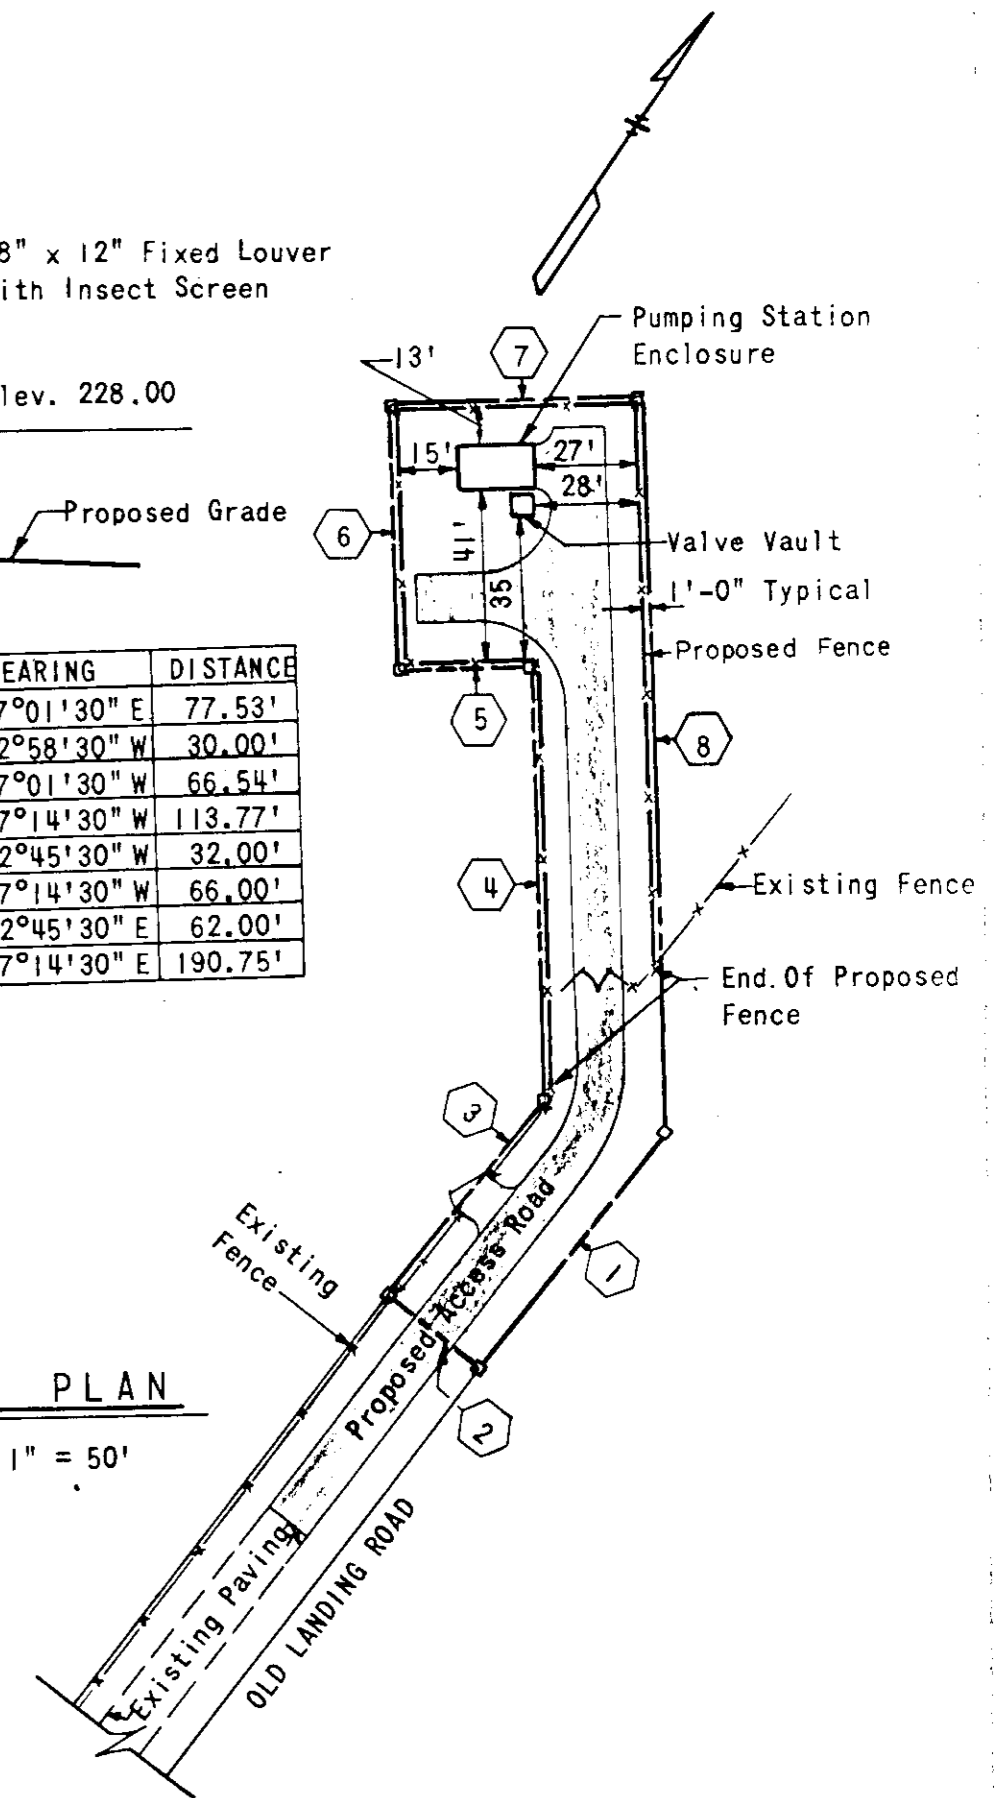 8" x 12" Fixed Louver
ith Insect Screen
Pumping Station
Enclosure
7
13'
lev. 228.00
15'
27'
28'
Proposed Grade
6
41'
35
Valve Vault
1'-0" Typical
Proposed Fence
EARING DISTANCE
7°01'30" E 77.53'
2°58'30" W 30.00'
7°01'30" W 66.54'
7°14'30" W 113.77'
2°45'30" W 32.00'
7°14'30" W 66.00'
2°45'30" E 62.00'
7°14'30" E 190.75'
5
8
4
Existing Fence
End. Of Proposed
Fence
3
Existing
Fence
Proposed Access Road
1
2
PLAN
1" = 50'
Existing Paving
OLD LANDING ROAD